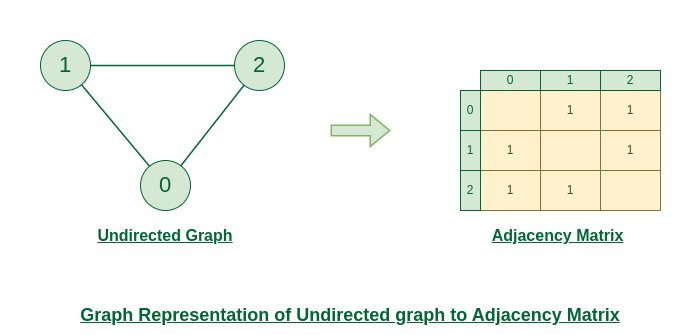 1 2
0
Undirected Graph
0 1 2
0 1 1
1 1 1
2 1 1
Adjacency Matrix
Graph Representation of Undirected graph to Adjacency Matrix